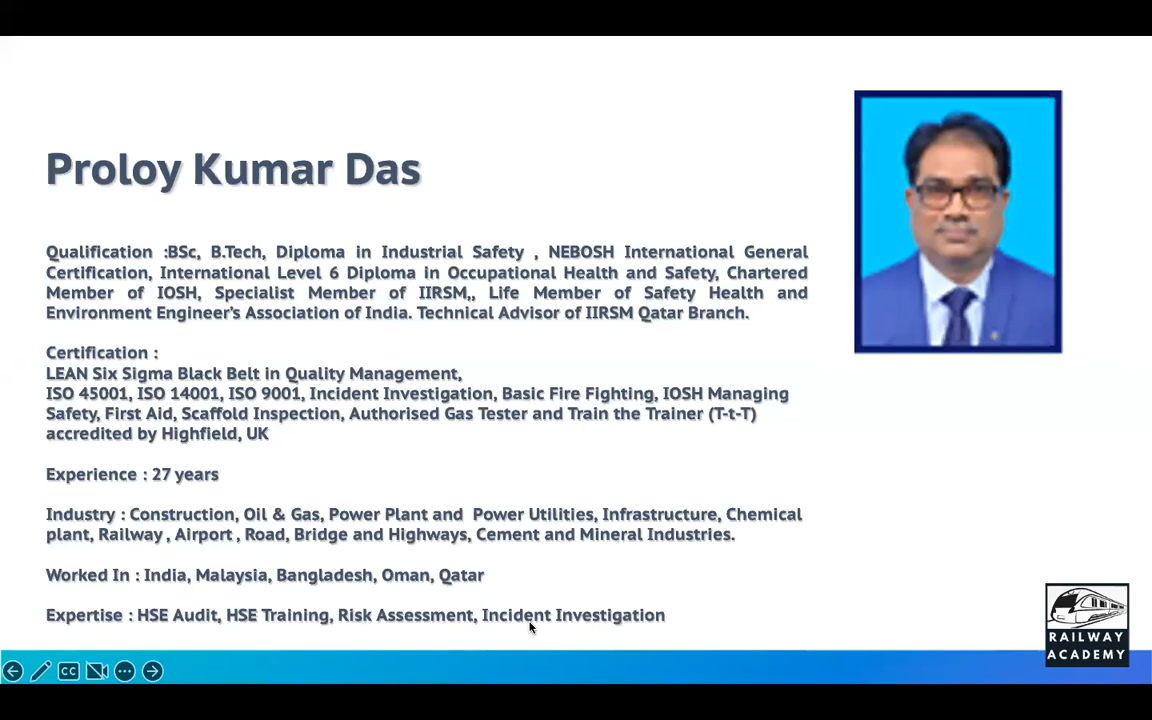 Proloy Kumar Das
Qualification :BSc, B.Tech, Diploma in Industrial Safety , NEBOSH International General
Certification, International Level 6 Diploma in Occupational Health and Safety, Chartered
Member of IOSH, Specialist Member of IIRSM,, Life Member of Safety Health and
Environment Engineer's Association of India. Technical Advisor of IIRSM Qatar Branch.
Certification :
LEAN Six Sigma Black Belt in Quality Management,
ISO 45001, ISO 14001, ISO 9001, Incident Investigation, Basic Fire Fighting, IOSH Managing
Safety, First Aid, Scaffold Inspection, Authorised Gas Tester and Train the Trainer (T-t-T)
accredited by Highfield, UK
Experience : 27 years
Industry : Construction, Oil & Gas, Power Plant and  Power Utilities, Infrastructure, Chemical
plant, Railway , Airport , Road, Bridge and Highways, Cement and Mineral Industries.
Worked In : India, Malaysia, Bangladesh, Oman, Qatar
Expertise : HSE Audit, HSE Training, Risk Assessment, Incident Investigation
RAILWAY
ACADEMY
CC